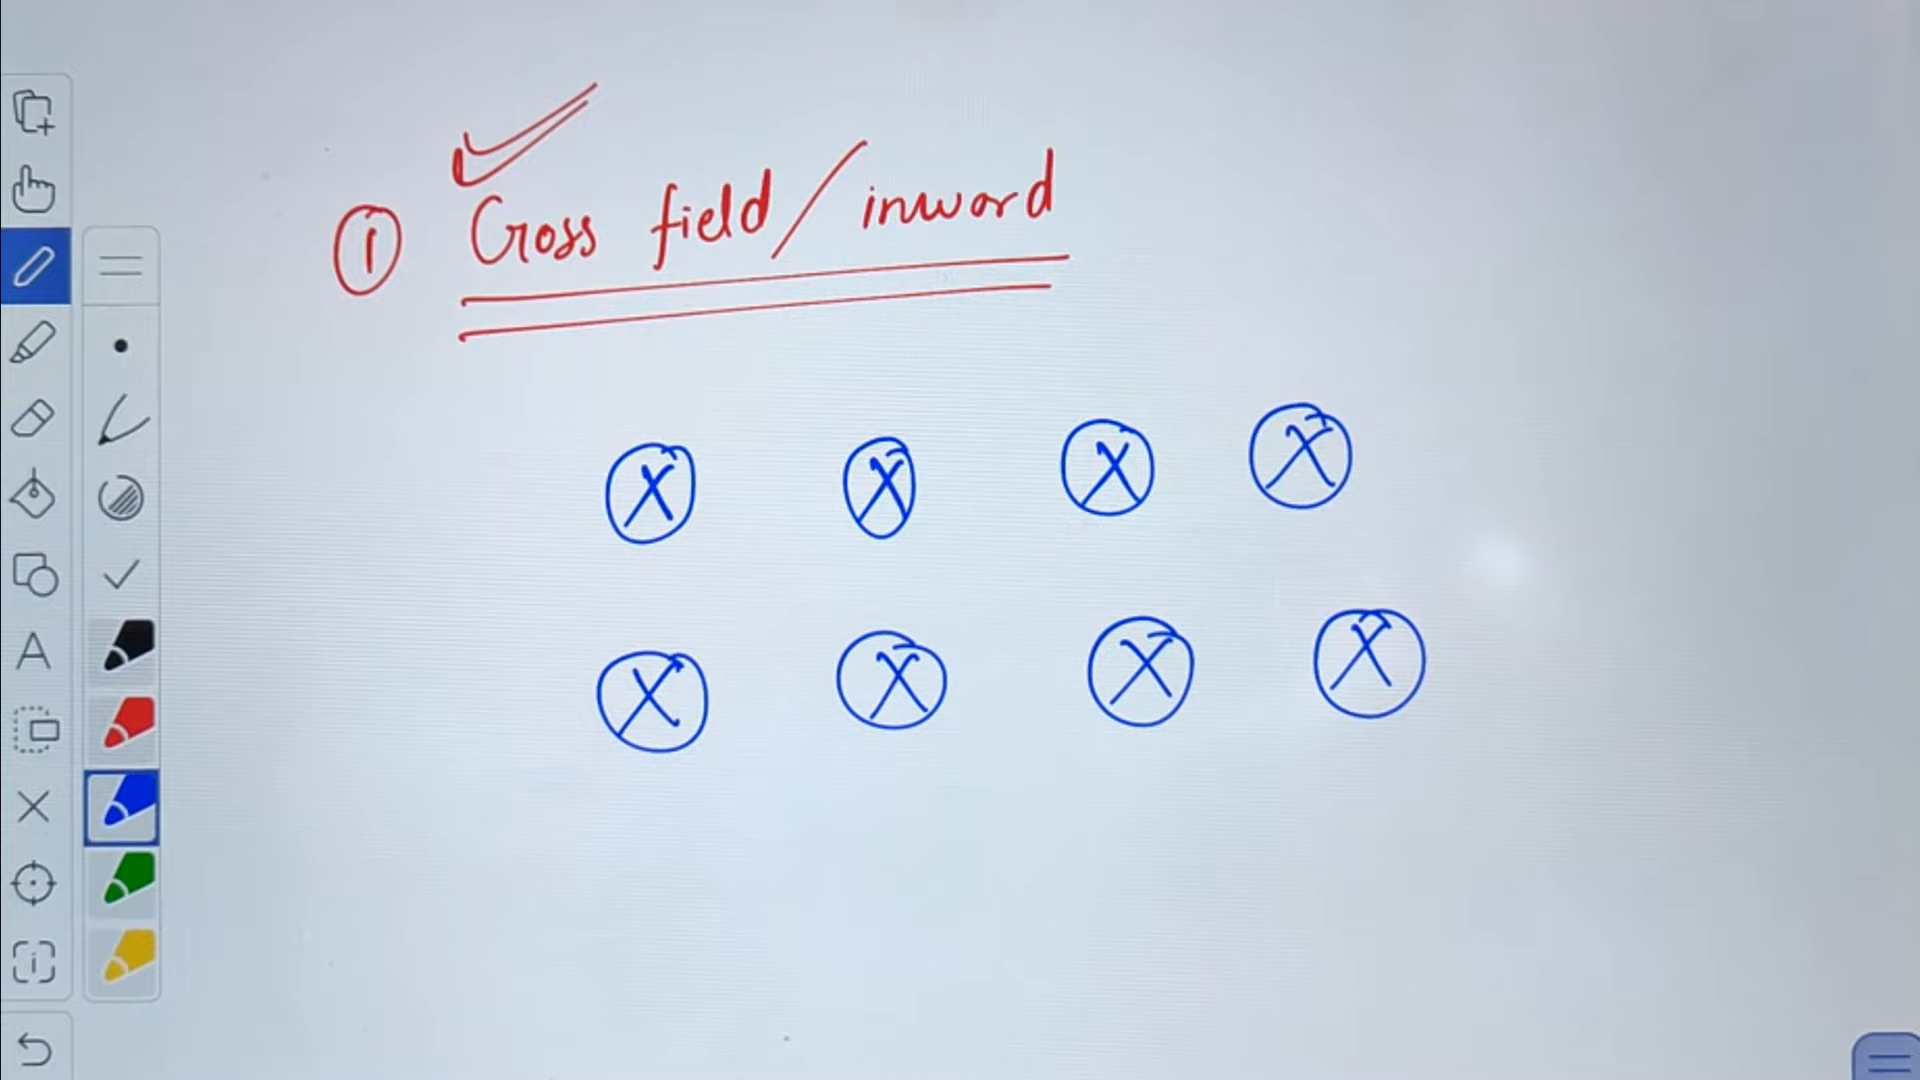 ① Cross field / inward
ⓧ ⓧ ⓧ ⓧ
ⓧ ⓧ ⓧ ⓧ
A
i